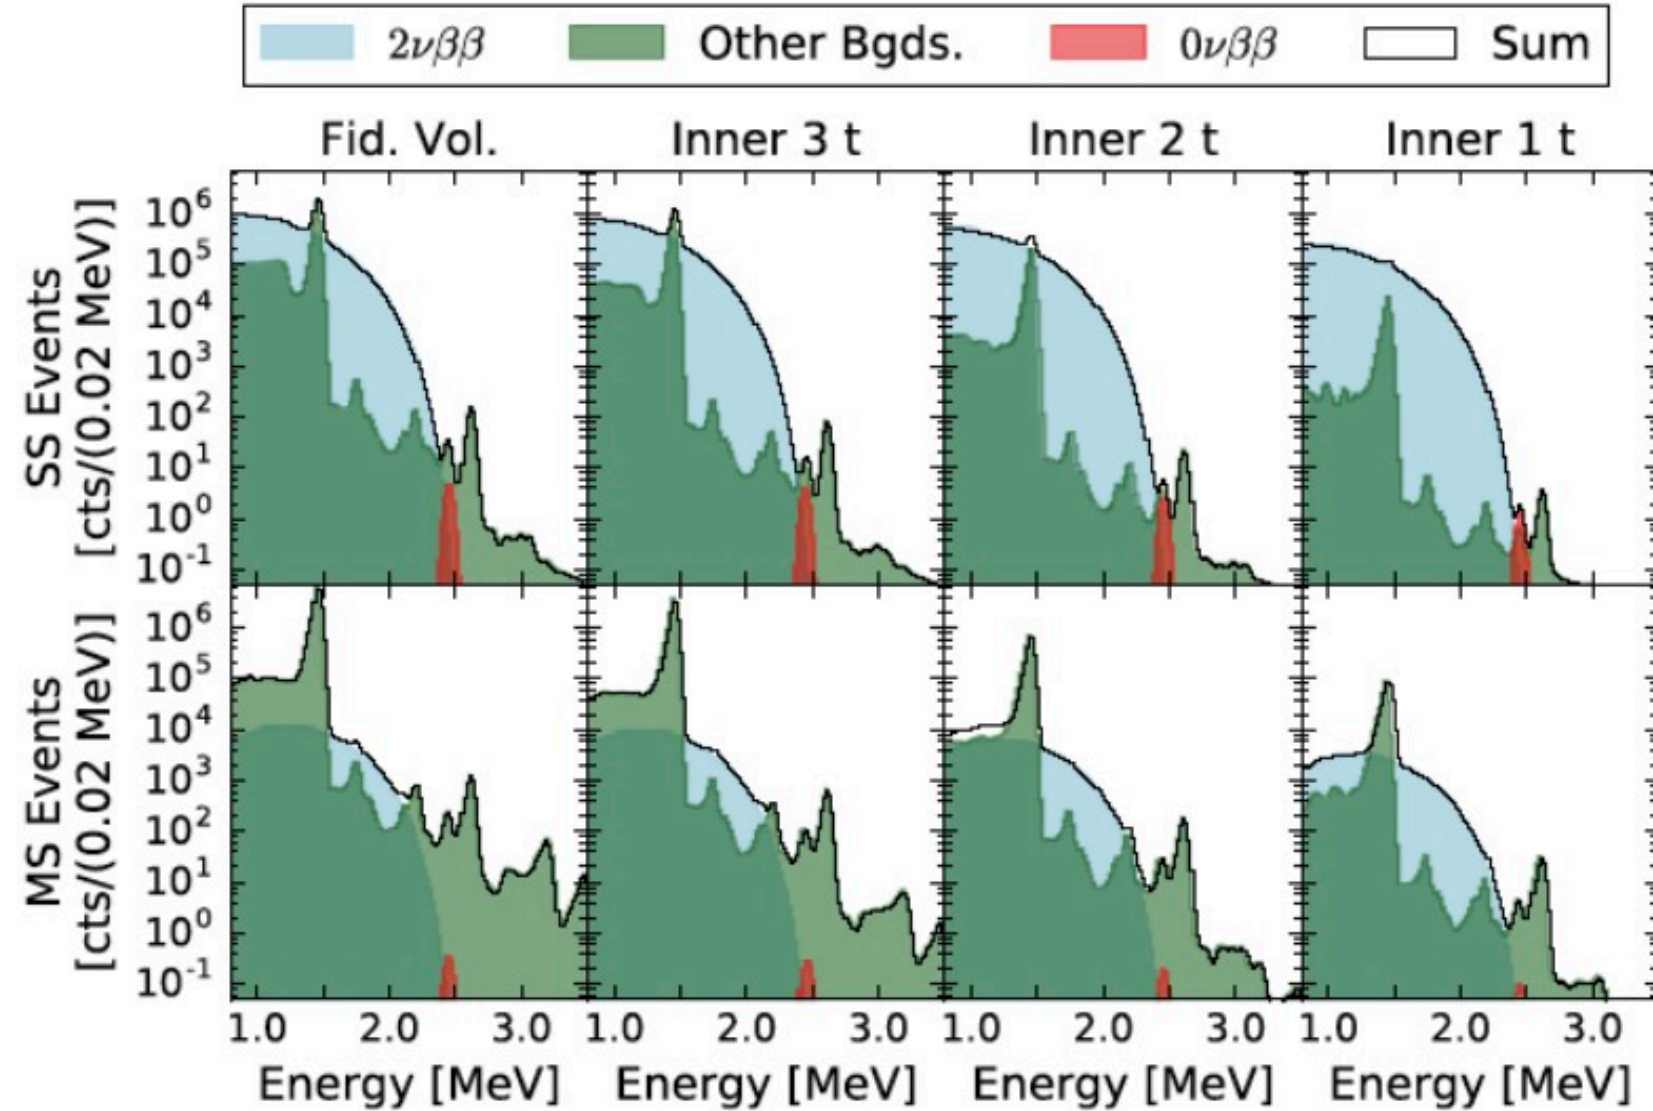 2νββ Other Bgds. 0νββ Sum
Fid. Vol. Inner 3 t Inner 2 t Inner 1 t
SS Events
[cts/(0.02 MeV)]
10⁶
10⁵
10⁴
10³
10²
10¹
10⁰
10⁻¹
MS Events
[cts/(0.02 MeV)]
10⁶
10⁵
10⁴
10³
10²
10¹
10⁰
10⁻¹
1.0 2.0 3.0 1.0 2.0 3.0 1.0 2.0 3.0 1.0 2.0 3.0
Energy [MeV] Energy [MeV] Energy [MeV] Energy [MeV]